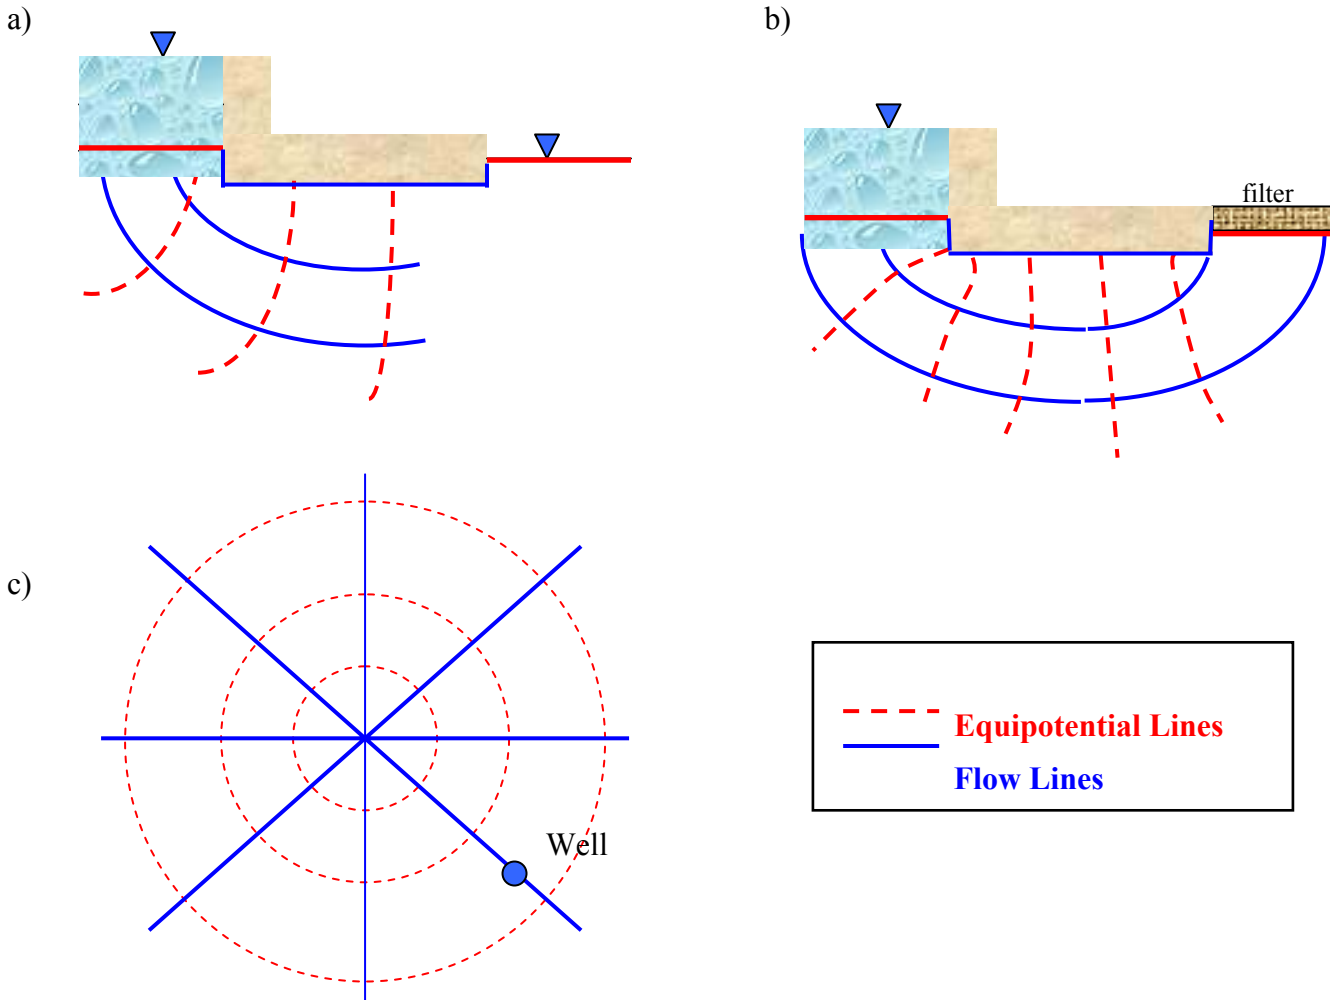 a)
b)
filter
c)
Well
Equipotential Lines
Flow Lines